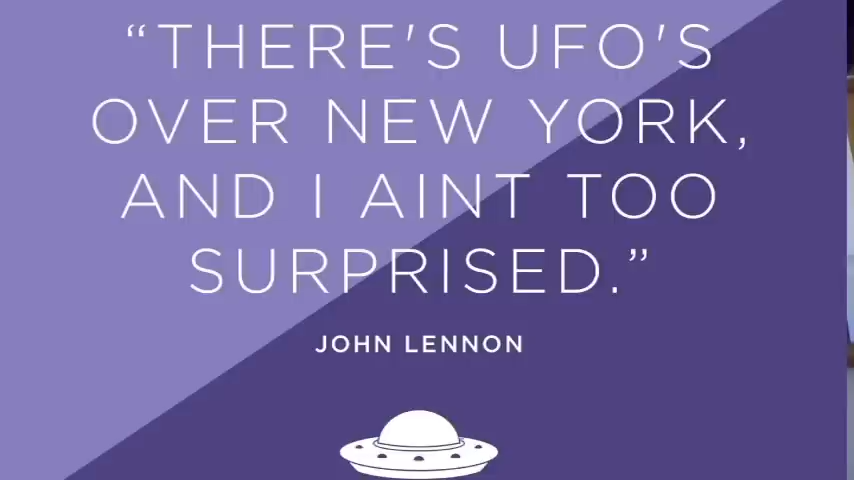 “THERE'S UFO'S
OVER NEW YORK,
AND I AINT TOO
SURPRISED.”
JOHN LENNON